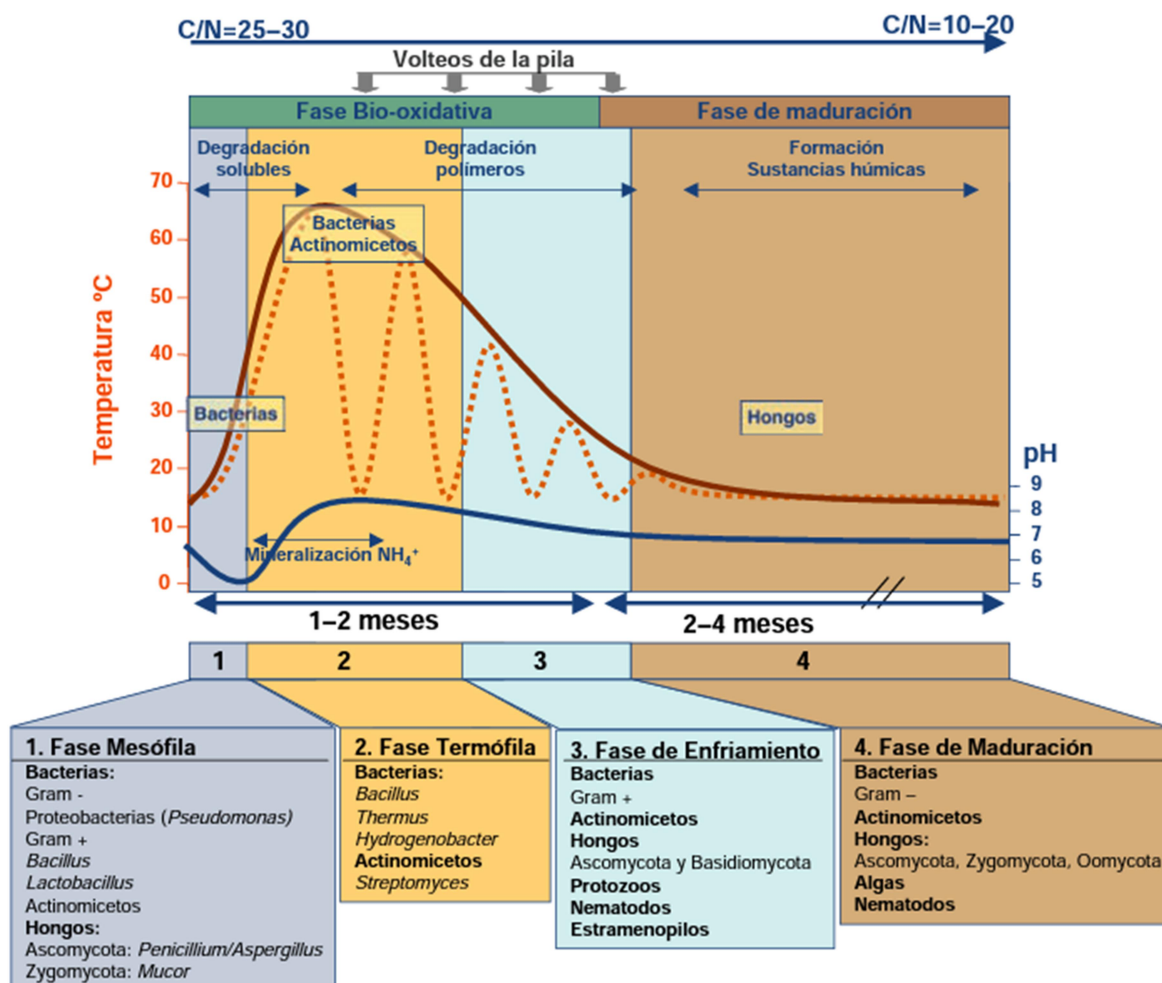 C/N=25–30
C/N=10–20
Volteos de la pila
Fase Bio-oxidativa
Fase de maduración
Degradación
solubles
Degradación
polímeros
Formación
Sustancias húmicas
Temperatura ºC
70
60
50
40
30
20
10
0
Bacterias
Actinomicetos
Bacterias
Hongos
Mineralización NH₄⁺
pH
9
8
7
6
5
1–2 meses
2–4 meses
1
2
3
4
1. Fase Mesófila
Bacterias:
Gram -
Proteobacterias (Pseudomonas)
Gram +
Bacillus
Lactobacillus
Actinomicetos
Hongos:
Ascomycota: Penicillium/Aspergillus
Zygomycota: Mucor
2. Fase Termófila
Bacterias:
Bacillus
Thermus
Hydrogenobacter
Actinomicetos
Streptomyces
3. Fase de Enfriamiento
Bacterias
Gram +
Actinomicetos
Hongos
Ascomycota y Basidiomycota
Protozoos
Nematodos
Estramenopilos
4. Fase de Maduración
Bacterias
Gram –
Actinomicetos
Hongos:
Ascomycota, Zygomycota, Oomycota
Algas
Nematodos